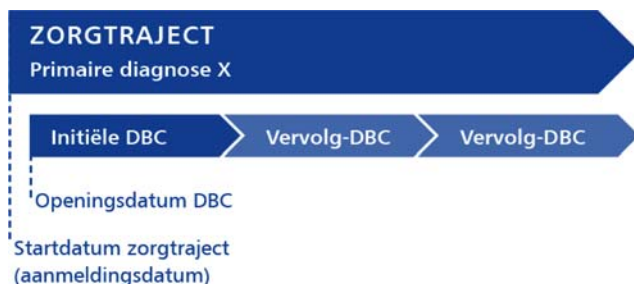 ZORGTRAJECT
Primaire diagnose X
Initiële DBC
Vervolg-DBC
Vervolg-DBC
Openingsdatum DBC
Startdatum zorgtraject
(aanmeldingsdatum)